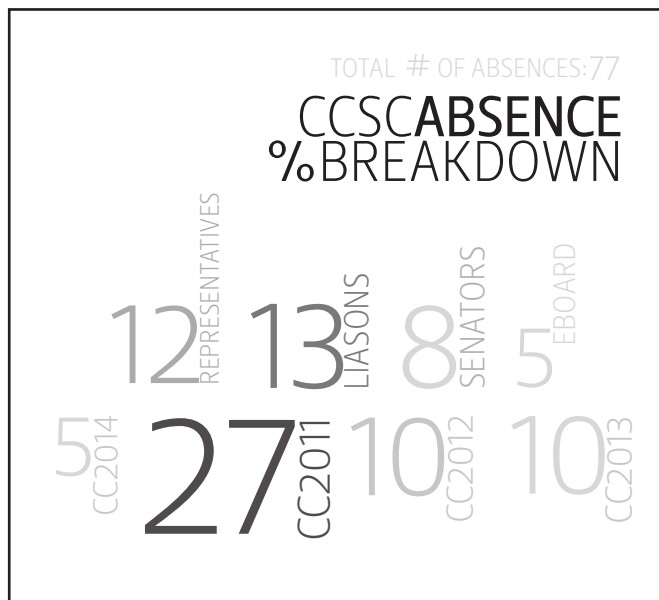 TOTAL # OF ABSENCES:77
CCSCABSENCE
%BREAKDOWN
12 REPRESENTATIVES
13 LIASONS
8 SENATORS
5 EBOARD
5 CC2014
27 CC2011
10 CC2012
10 CC2013